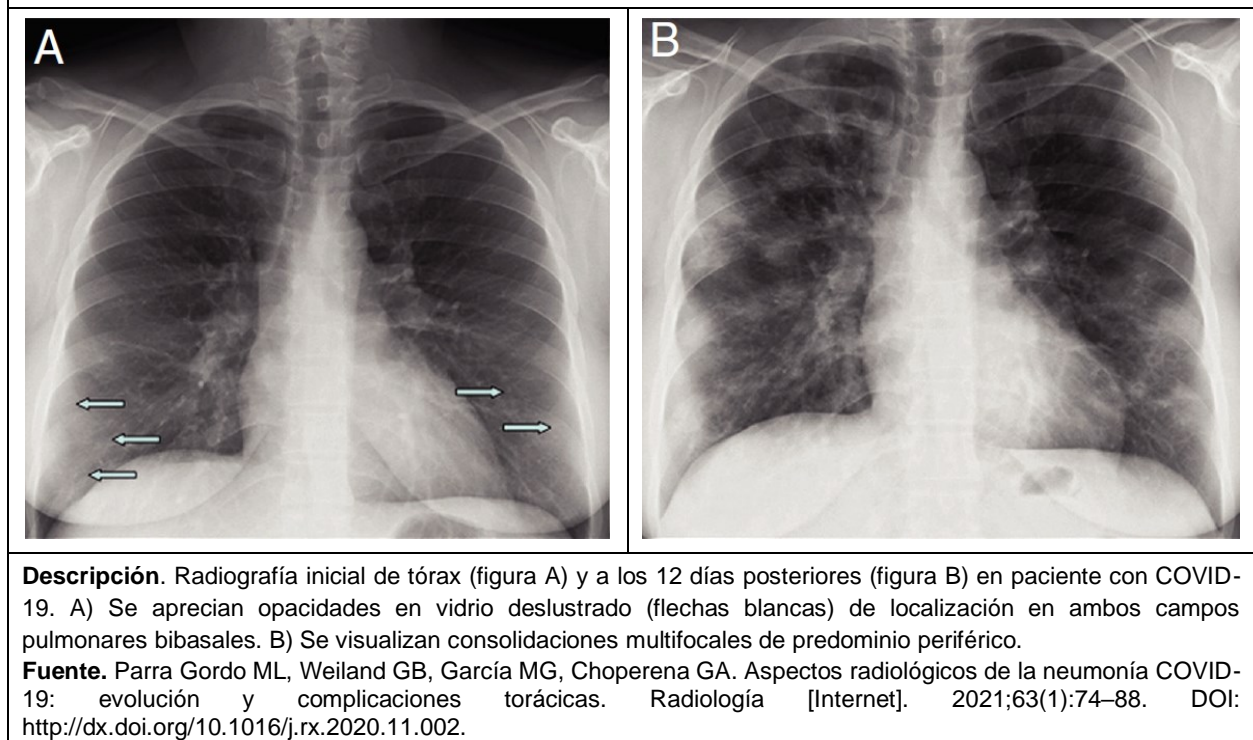 A
B
Descripción. Radiografía inicial de tórax (figura A) y a los 12 días posteriores (figura B) en paciente con COVID-
19. A) Se aprecian opacidades en vidrio deslustrado (flechas blancas) de localización en ambos campos
pulmonares bibasales. B) Se visualizan consolidaciones multifocales de predominio periférico.
Fuente. Parra Gordo ML, Weiland GB, García MG, Choperena GA. Aspectos radiológicos de la neumonía COVID-
19: evolución y complicaciones torácicas. Radiología [Internet]. 2021;63(1):74–88. DOI:
http://dx.doi.org/10.1016/j.rx.2020.11.002.